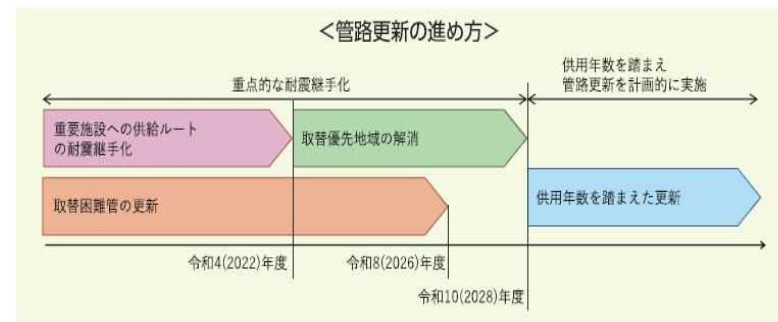 ＜管路更新の進め方＞
重点的な耐震継手化
供用年数を踏まえ
管路更新を計画的に実施
重要施設への供給ルート
の耐震継手化
取替優先地域の解消
取替困難管の更新
供用年数を踏まえた更新
令和4(2022)年度
令和8(2026)年度
令和10(2028)年度